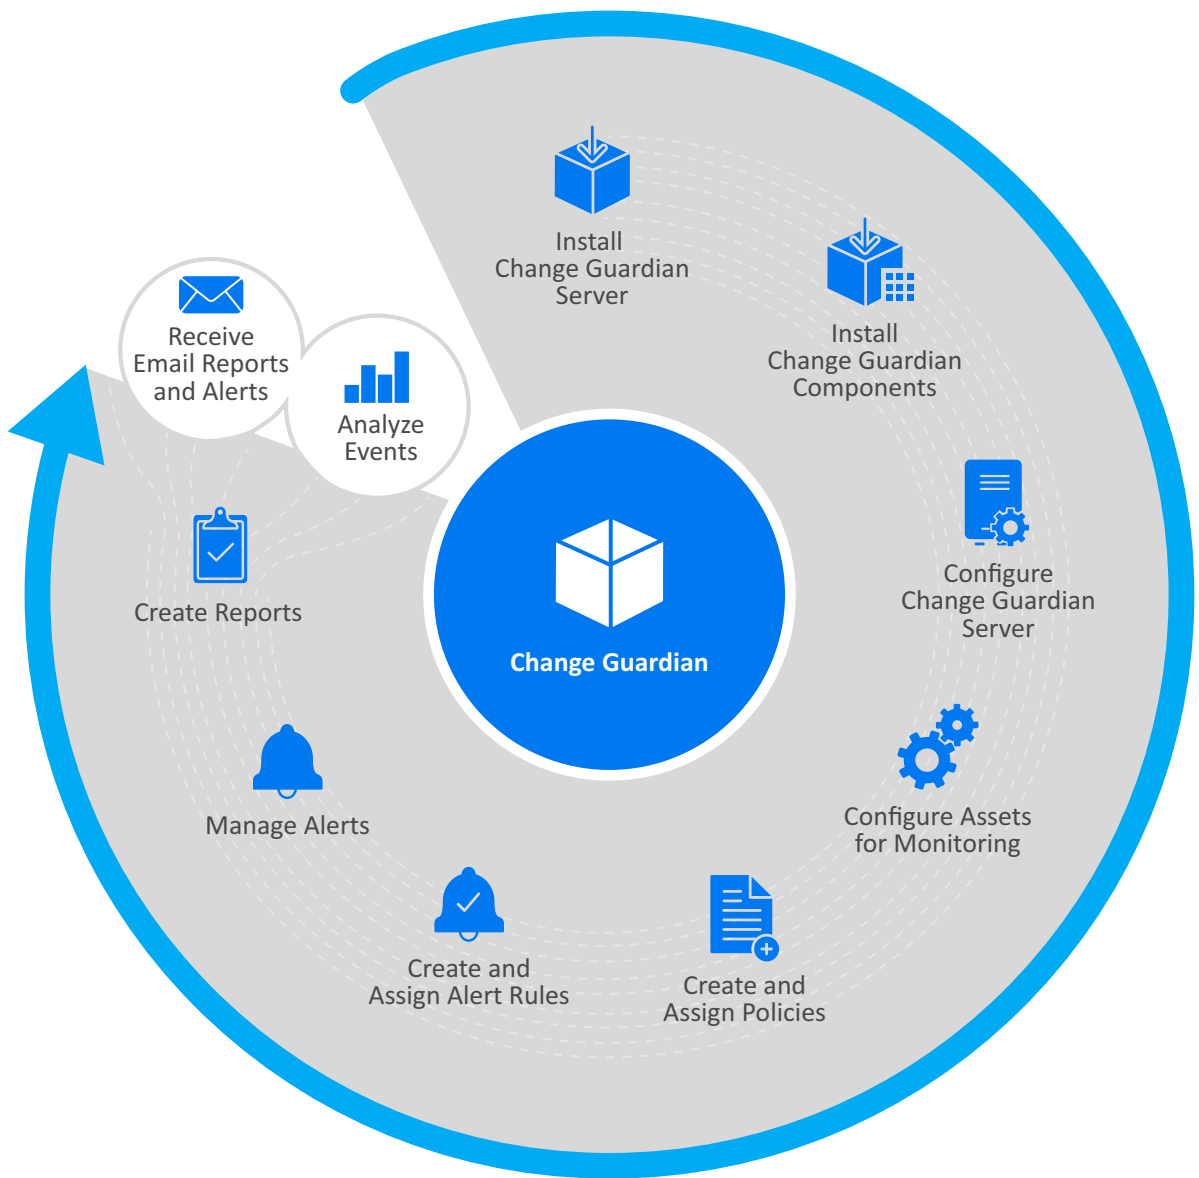 Install
Change Guardian
Server
Install
Change Guardian
Components
Configure
Change Guardian
Server
Configure Assets
for Monitoring
Create and
Assign Policies
Create and
Assign Alert Rules
Manage Alerts
Create Reports
Receive
Email Reports
and Alerts
Analyze
Events
Change Guardian